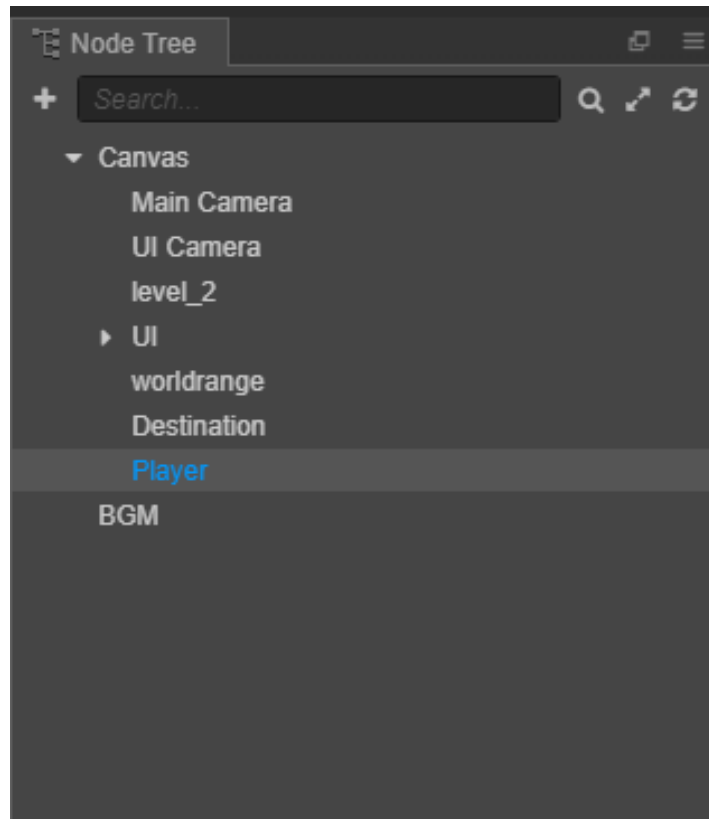 Node Tree
Search...
Canvas
Main Camera
UI Camera
level_2
UI
worldrange
Destination
Player
BGM